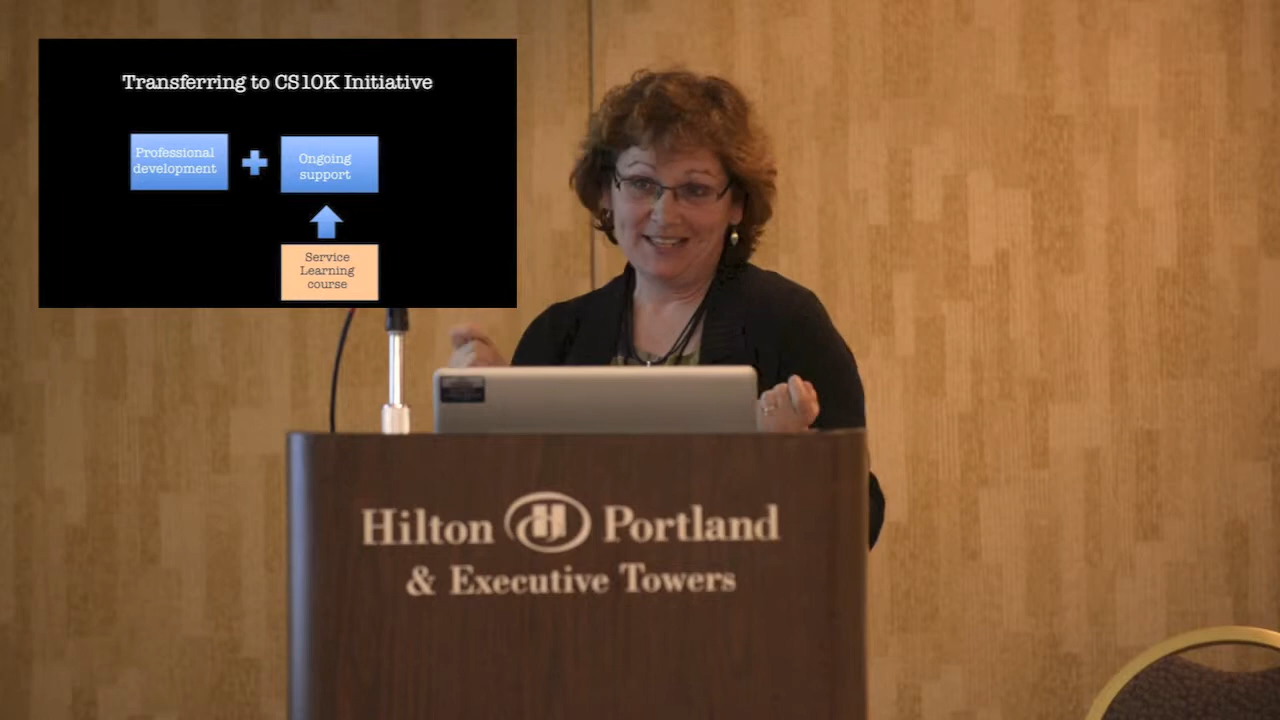 Transferring to CS10K Initiative
Professional
development
Ongoing
support
Service
Learning
course
Hilton Portland
& Executive Towers